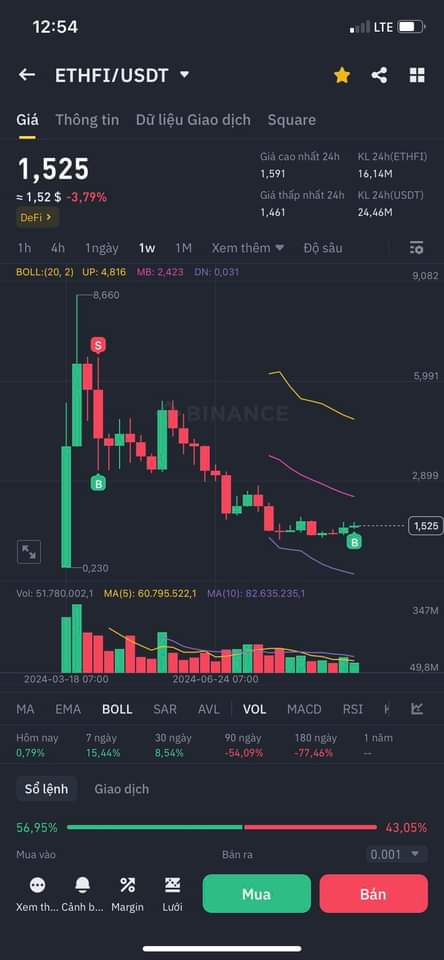 12:54 LTE
ETHFI/USDT
Giá Thông tin Dữ liệu Giao dịch Square
1,525
≈ 1,52 $ -3,79%
DeFi >
Giá cao nhất 24h KL 24h(ETHFI)
1,591 16,14M
Giá thấp nhất 24h KL 24h(USDT)
1,461 24,46M
1h 4h 1ngày 1w 1M Xem thêm Độ sâu
BOLL:(20, 2) UP: 4,816 MB: 2,423 DN: 0,031
9,082
8,660
S
5,991
BINANCE
2,899
B
1,525
B
0,230
Vol: 51.780.002,1 MA(5): 60.795.522,1 MA(10): 82.635.235,1
347M
49,8M
2024-03-18 07:00 2024-06-24 07:00
MA EMA BOLL SAR AVL VOL MACD RSI
Hôm nay 7 ngày 30 ngày 90 ngày 180 ngày 1 năm
0,79% 15,44% 8,54% -54,09% -77,46% --
Sổ lệnh Giao dịch
56,95% 43,05%
Mua vào Bán ra 0.001
Xem th... Cảnh b... Margin Lưới
Mua Bán